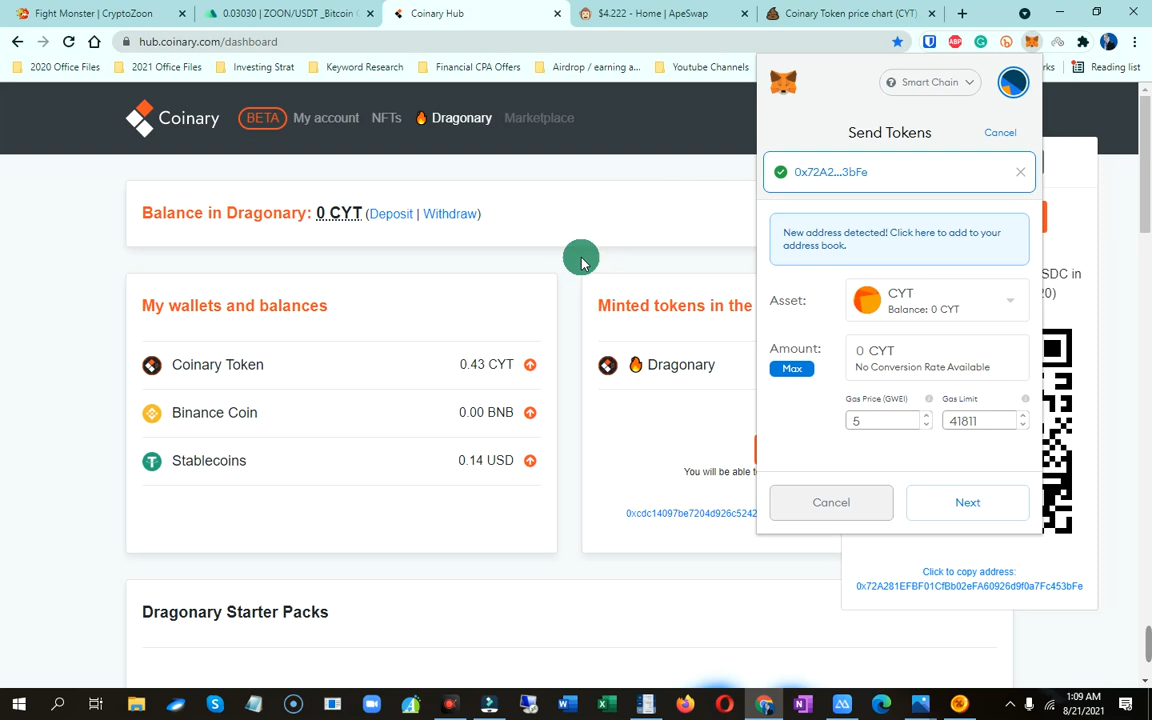 Fight Monster | CryptoZoon
0.03030 | ZOON/USDT_Bitcoin
Coinary Hub
$4.222 - Home | ApeSwap
Coinary Token price chart (CYT)
hub.coinary.com/dashboard
2020 Office Files
2021 Office Files
Investing Strat
Keyword Research
Financial CPA Offers
Airdrop / earning a...
Youtube Channels
Reading list
Coinary
BETA
My account
NFTs
Dragonary
Marketplace
Smart Chain
Send Tokens
Cancel
0x72A2...3bFe
Balance in Dragonary: 0 CYT (Deposit | Withdraw)
New address detected! Click here to add to your
address book.
SDC in
20)
Asset:
CYT
Balance: 0 CYT
My wallets and balances
Minted tokens in the
Amount:
Max
0 CYT
No Conversion Rate Available
Coinary Token
0.43 CYT
Dragonary
Gas Price (GWEI)
Gas Limit
5
41811
Binance Coin
0.00 BNB
Stablecoins
0.14 USD
You will be able t
Cancel
Next
0xcdc14097be7204d926c5242
Click to copy address:
0x72A281EFBF01CfBb02eFA60926d9f0a7Fc453bFe
Dragonary Starter Packs
1:09 AM
8/21/2021